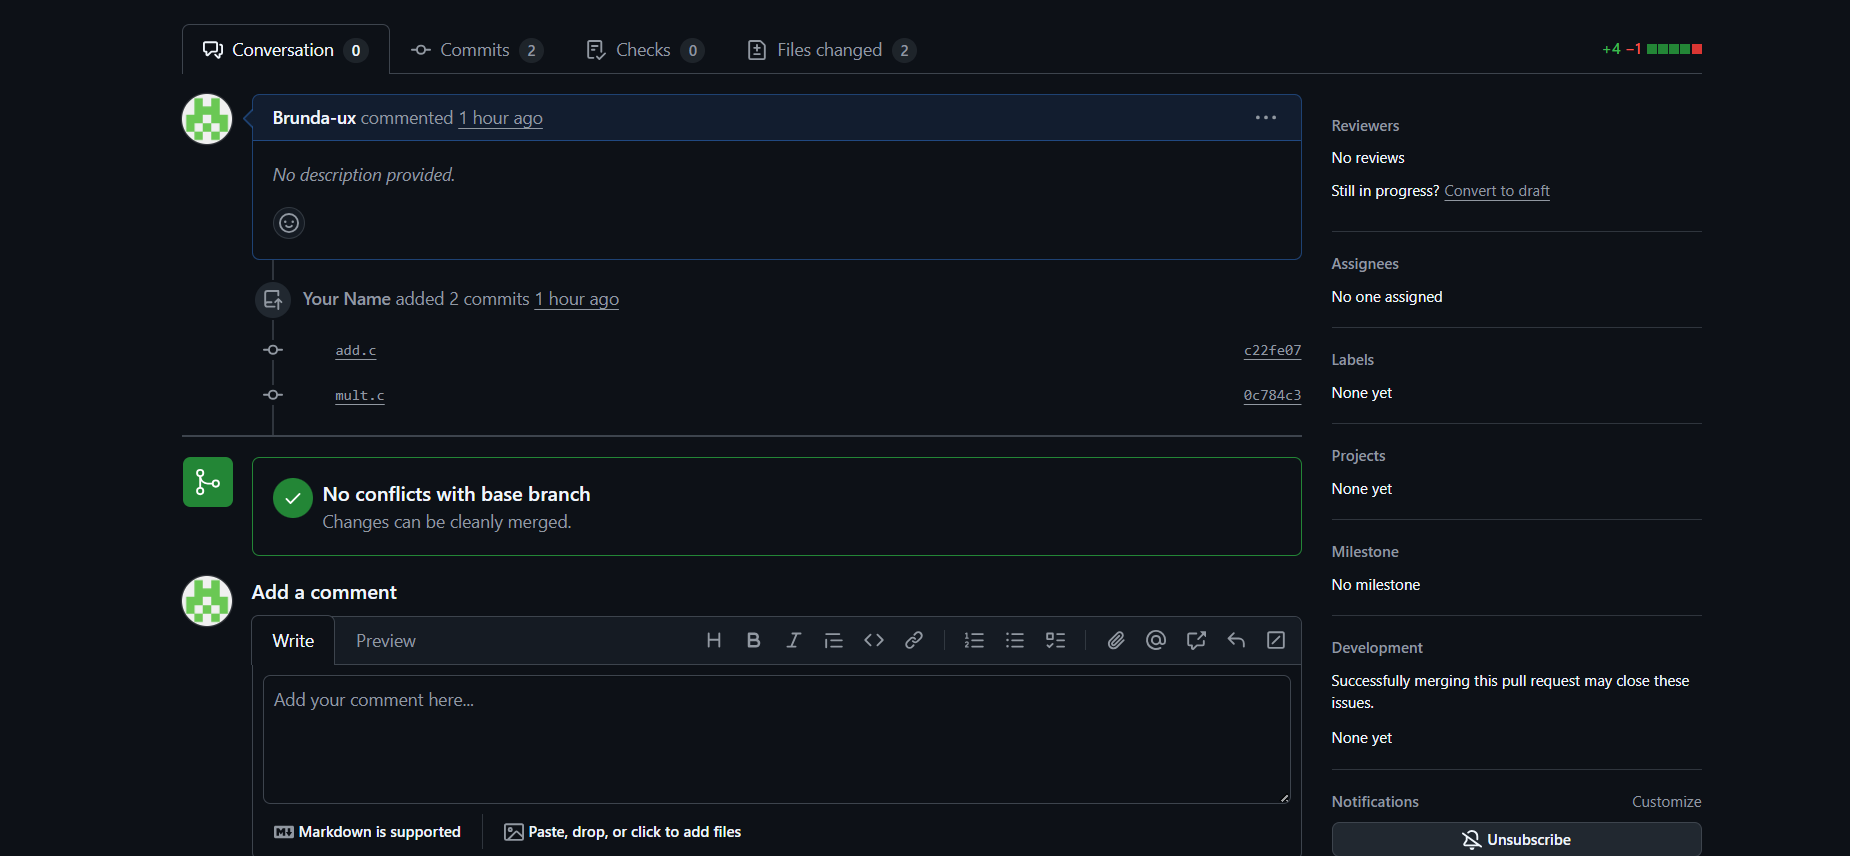 Conversation 0 Commits 2 Checks 0 Files changed 2 +4 −1
Brunda-ux commented 1 hour ago
No description provided.
Your Name added 2 commits 1 hour ago
add.c c22fe07
mult.c 0c784c3
No conflicts with base branch
Changes can be cleanly merged.
Add a comment
Write Preview
Add your comment here...
Markdown is supported Paste, drop, or click to add files
Reviewers
No reviews
Still in progress? Convert to draft
Assignees
No one assigned
Labels
None yet
Projects
None yet
Milestone
No milestone
Development
Successfully merging this pull request may close these
issues.
None yet
Notifications Customize
Unsubscribe